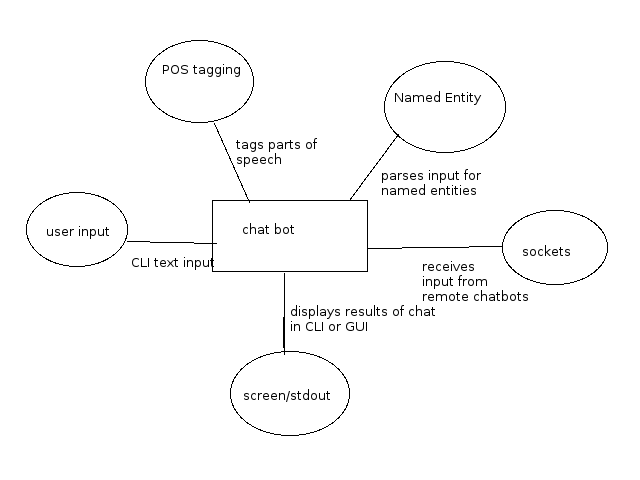 POS tagging
Named Entity
tags parts of
speech
parses input for
named entities
user input
chat bot
sockets
CLI text input
receives
input from
remote chatbots
displays results of chat
in CLI or GUI
screen/stdout